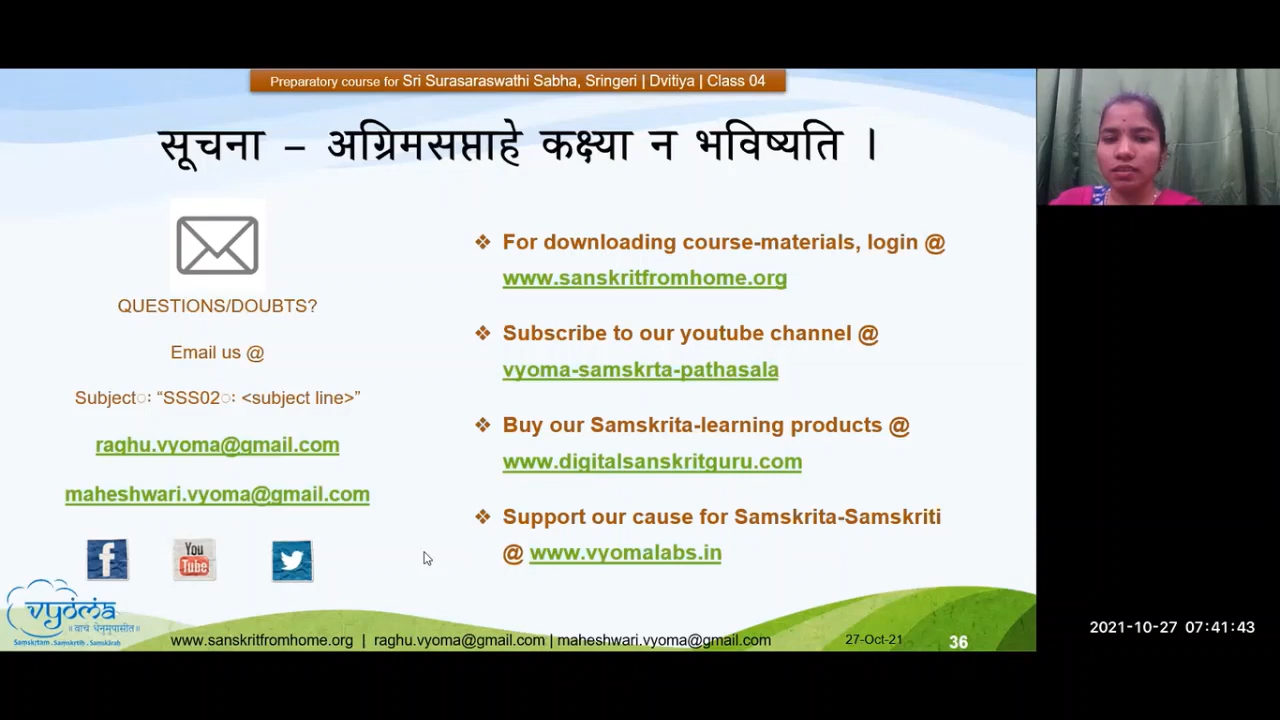 Preparatory course for Sri Surasaraswathi Sabha, Sringeri | Dvitiya | Class 04
सूचना – अग्रिमसप्ताहे कक्ष्या न भविष्यति ।
QUESTIONS/DOUBTS?
Email us @
Subjectः “SSS02ः <subject line>”
raghu.vyoma@gmail.com
maheshwari.vyoma@gmail.com
You
Tube
❖ For downloading course-materials, login @
www.sanskritfromhome.org
❖ Subscribe to our youtube channel @
vyoma-samskrta-pathasala
❖ Buy our Samskrita-learning products @
www.digitalsanskritguru.com
❖ Support our cause for Samskrita-Samskriti
@ www.vyomalabs.in
vyoma
॥ वाचं धेनुमुपासीत ॥
Samskrtam . Samskrtih . Samskarah
www.sanskritfromhome.org | raghu.vyoma@gmail.com | maheshwari.vyoma@gmail.com
27-Oct-21
36
2021-10-27 07:41:43